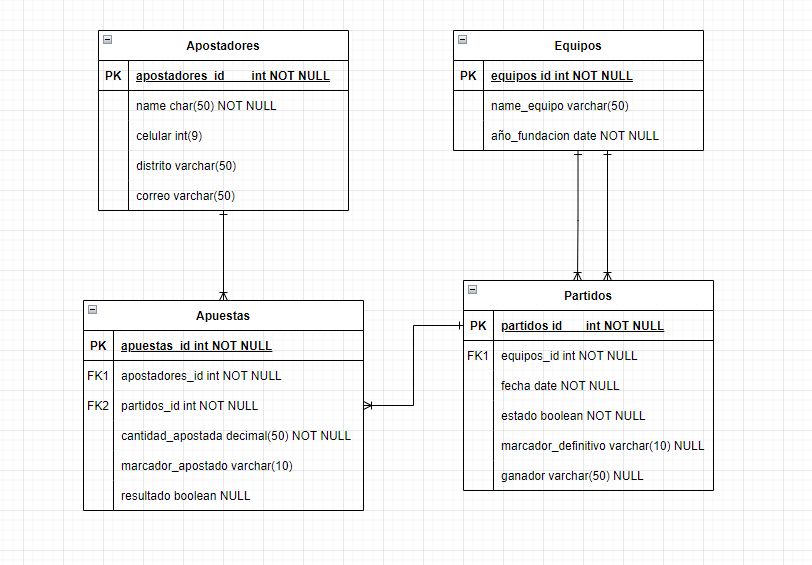 Apostadores
PK apostadores_id int NOT NULL
name char(50) NOT NULL
celular int(9)
distrito varchar(50)
correo varchar(50)
Equipos
PK equipos id int NOT NULL
name_equipo varchar(50)
año_fundacion date NOT NULL
Apuestas
PK apuestas_id int NOT NULL
FK1 apostadores_id int NOT NULL
FK2 partidos_id int NOT NULL
cantidad_apostada decimal(50) NOT NULL
marcador_apostado varchar(10)
resultado boolean NULL
Partidos
PK partidos id int NOT NULL
FK1 equipos_id int NOT NULL
fecha date NOT NULL
estado boolean NOT NULL
marcador_definitivo varchar(10) NULL
ganador varchar(50) NULL